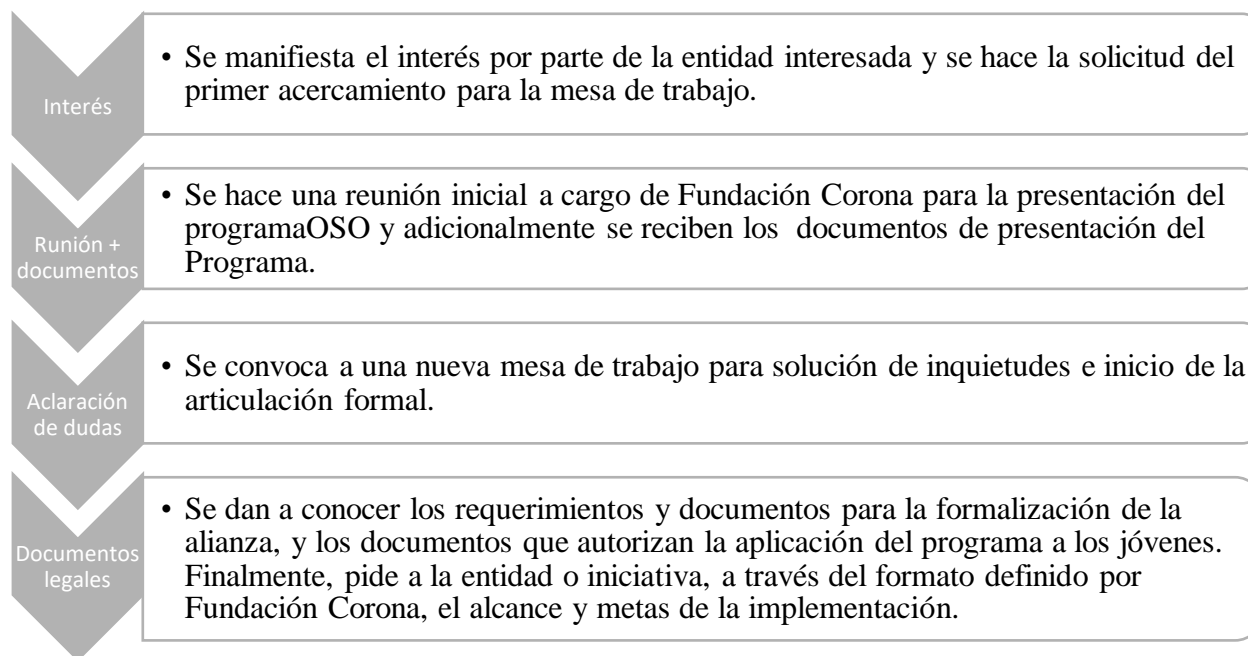 Interés
• Se manifiesta el interés por parte de la entidad interesada y se hace la solicitud del
primer acercamiento para la mesa de trabajo.
Runión +
documentos
• Se hace una reunión inicial a cargo de Fundación Corona para la presentación del
programaOSO y adicionalmente se reciben los documentos de presentación del
Programa.
Aclaración
de dudas
• Se convoca a una nueva mesa de trabajo para solución de inquietudes e inicio de la
articulación formal.
Documentos
legales
• Se dan a conocer los requerimientos y documentos para la formalización de la
alianza, y los documentos que autorizan la aplicación del programa a los jóvenes.
Finalmente, pide a la entidad o iniciativa, a través del formato definido por
Fundación Corona, el alcance y metas de la implementación.